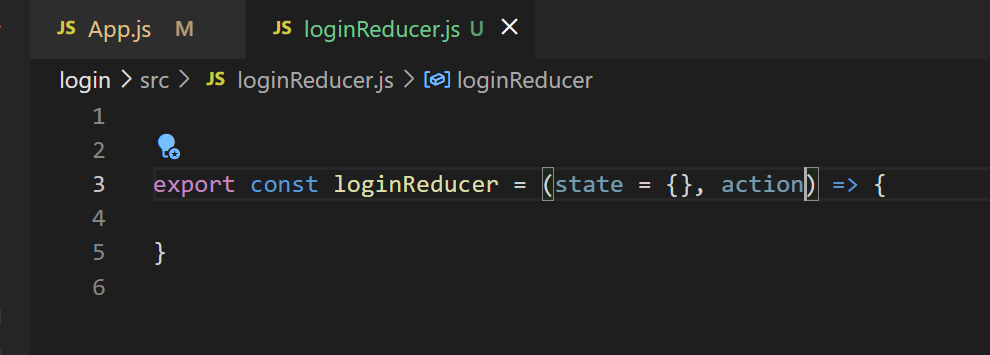 JS App.js M JS loginReducer.js U
login > src > JS loginReducer.js > loginReducer
1
2
3 export const loginReducer = (state = {}, action) => {
4
5 }
6